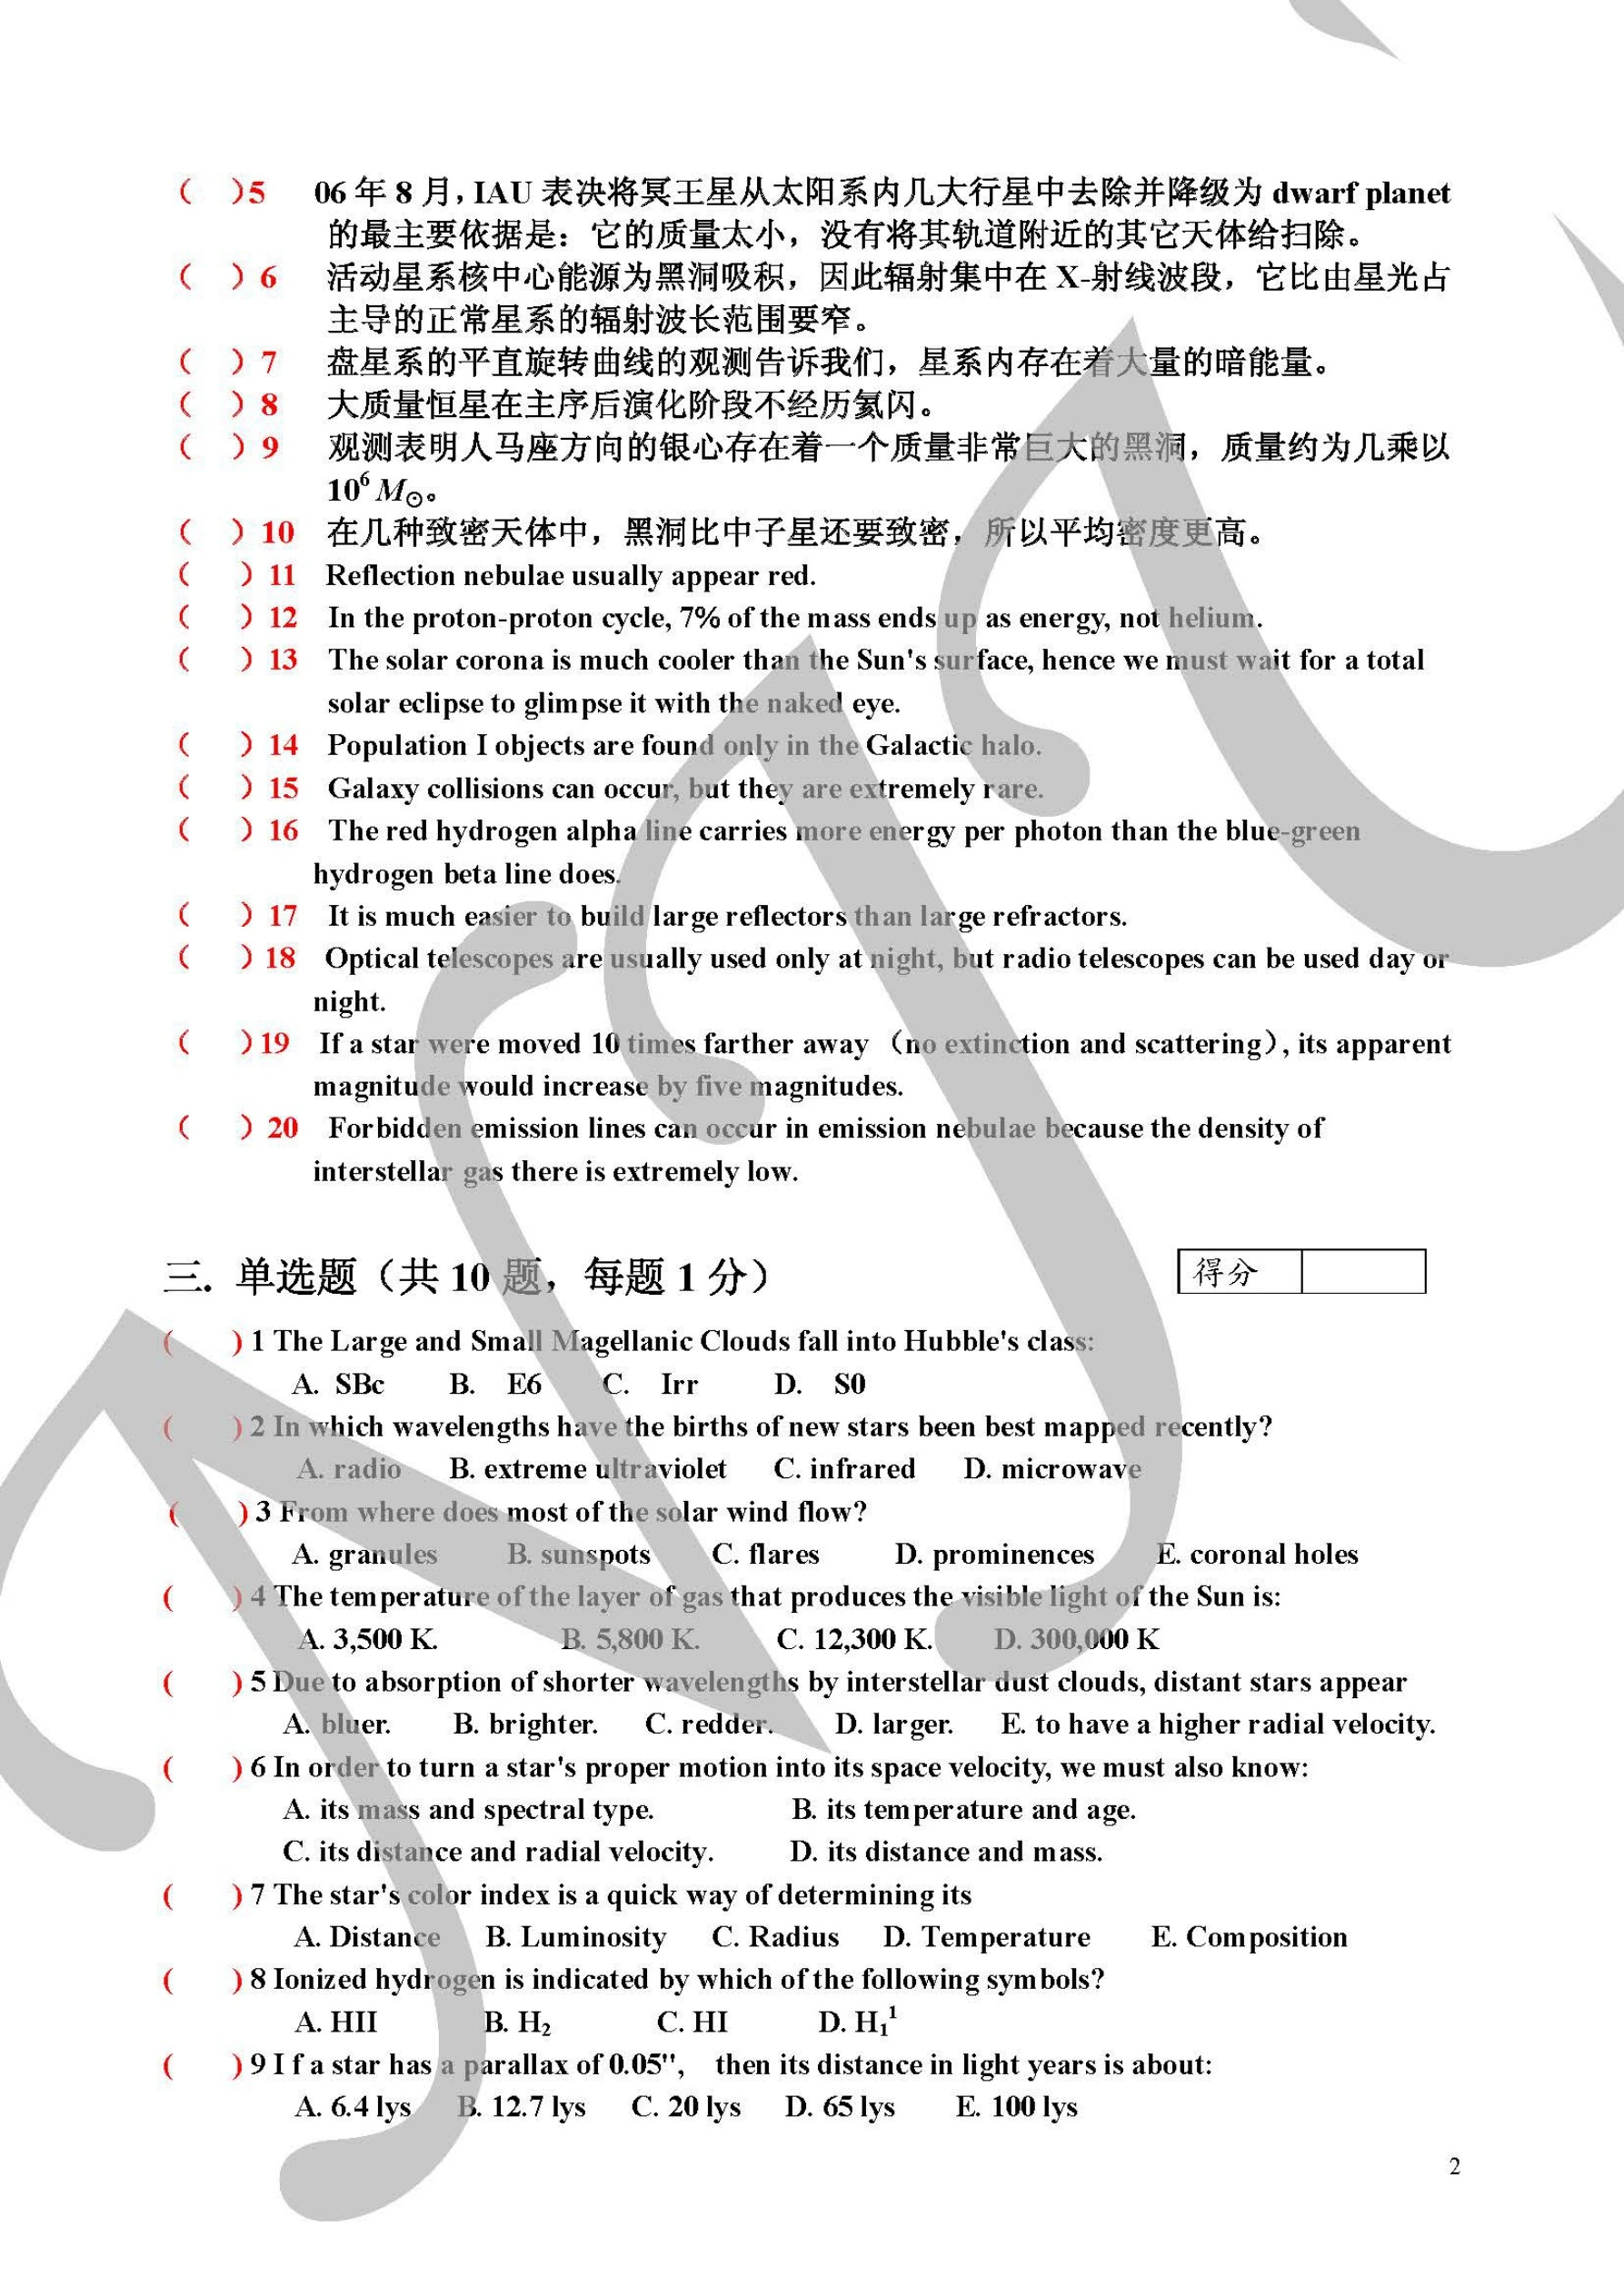 （ ）5 06 年 8 月，IAU 表决将冥王星从太阳系内几大行星中去除并降级为 dwarf planet
的最主要依据是：它的质量太小，没有将其轨道附近的其它天体给扫除。
（ ）6 活动星系核中心能源为黑洞吸积，因此辐射集中在 X-射线波段，它比由星光占
主导的正常星系的辐射波长范围要窄。
（ ）7 盘星系的平直旋转曲线的观测告诉我们，星系内存在着大量的暗能量。
（ ）8 大质量恒星在主序后演化阶段不经历氦闪。
（ ）9 观测表明人马座方向的银心存在着一个质量非常巨大的黑洞，质量约为几乘以
10⁶ M⊙。
（ ）10 在几种致密天体中，黑洞比中子星还要致密，所以平均密度更高。
（ ）11 Reflection nebulae usually appear red.
（ ）12 In the proton-proton cycle, 7% of the mass ends up as energy, not helium.
（ ）13 The solar corona is much cooler than the Sun's surface, hence we must wait for a total
solar eclipse to glimpse it with the naked eye.
（ ）14 Population I objects are found only in the Galactic halo.
（ ）15 Galaxy collisions can occur, but they are extremely rare.
（ ）16 The red hydrogen alpha line carries more energy per photon than the blue-green
hydrogen beta line does.
（ ）17 It is much easier to build large reflectors than large refractors.
（ ）18 Optical telescopes are usually used only at night, but radio telescopes can be used day or
night.
（ ）19 If a star were moved 10 times farther away （no extinction and scattering）, its apparent
magnitude would increase by five magnitudes.
（ ）20 Forbidden emission lines can occur in emission nebulae because the density of
interstellar gas there is extremely low.
三. 单选题（共 10 题，每题 1 分）
得分
( ) 1 The Large and Small Magellanic Clouds fall into Hubble's class:
A. SBc B. E6 C. Irr D. S0
( ) 2 In which wavelengths have the births of new stars been best mapped recently?
A. radio B. extreme ultraviolet C. infrared D. microwave
( ) 3 From where does most of the solar wind flow?
A. granules B. sunspots C. flares D. prominences E. coronal holes
( ) 4 The temperature of the layer of gas that produces the visible light of the Sun is:
A. 3,500 K. B. 5,800 K. C. 12,300 K. D. 300,000 K
( ) 5 Due to absorption of shorter wavelengths by interstellar dust clouds, distant stars appear
A. bluer. B. brighter. C. redder. D. larger. E. to have a higher radial velocity.
( ) 6 In order to turn a star's proper motion into its space velocity, we must also know:
A. its mass and spectral type. B. its temperature and age.
C. its distance and radial velocity. D. its distance and mass.
( ) 7 The star's color index is a quick way of determining its
A. Distance B. Luminosity C. Radius D. Temperature E. Composition
( ) 8 Ionized hydrogen is indicated by which of the following symbols?
A. HII B. H₂ C. HI D. H₁¹
( ) 9 I f a star has a parallax of 0.05'', then its distance in light years is about:
A. 6.4 lys B. 12.7 lys C. 20 lys D. 65 lys E. 100 lys
2